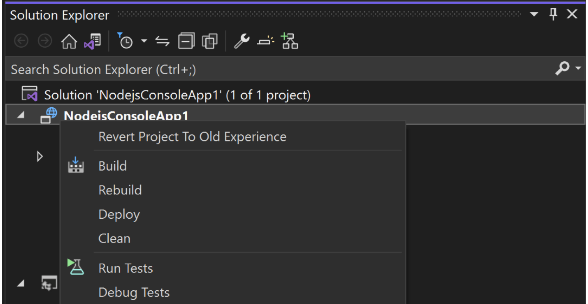 Solution Explorer
Search Solution Explorer (Ctrl+;)
Solution 'NodejsConsoleApp1' (1 of 1 project)
NodejsConsoleApp1
Revert Project To Old Experience
Build
Rebuild
Deploy
Clean
Run Tests
Debug Tests